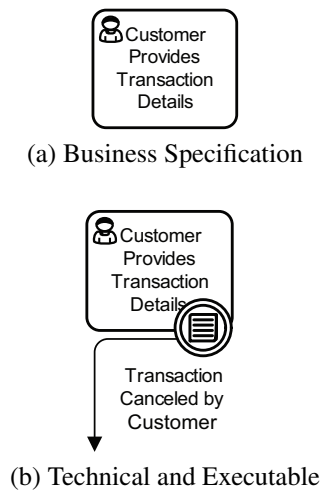 Customer
Provides
Transaction
Details
(a) Business Specification
Customer
Provides
Transaction
Details
Transaction
Canceled by
Customer
(b) Technical and Executable